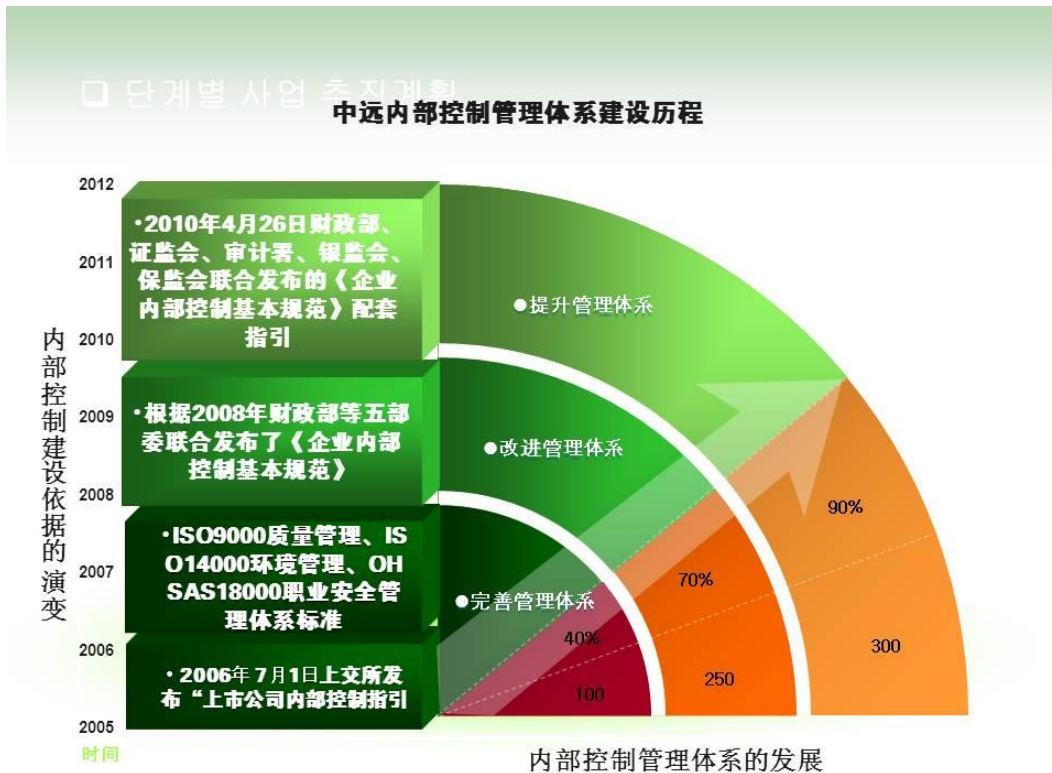 ❑ 단계별 사업 추진계획
中远内部控制管理体系建设历程
2012
2011
2010
2009
2008
2007
2006
2005
时间
内部控制建设依据的演变
•2010年4月26日财政部、
证监会、审计署、银监会、
保监会联合发布的《企业
内部控制基本规范》配套
指引
•根据2008年财政部等五部
委联合发布了《企业内部
控制基本规范》
•ISO9000质量管理、IS
O14000环境管理、OH
SAS18000职业安全管
理体系标准
•2006年7月1日上交所发
布“上市公司内部控制指引
●提升管理体系
●改进管理体系
●完善管理体系
90%
70%
40%
300
250
100
内部控制管理体系的发展